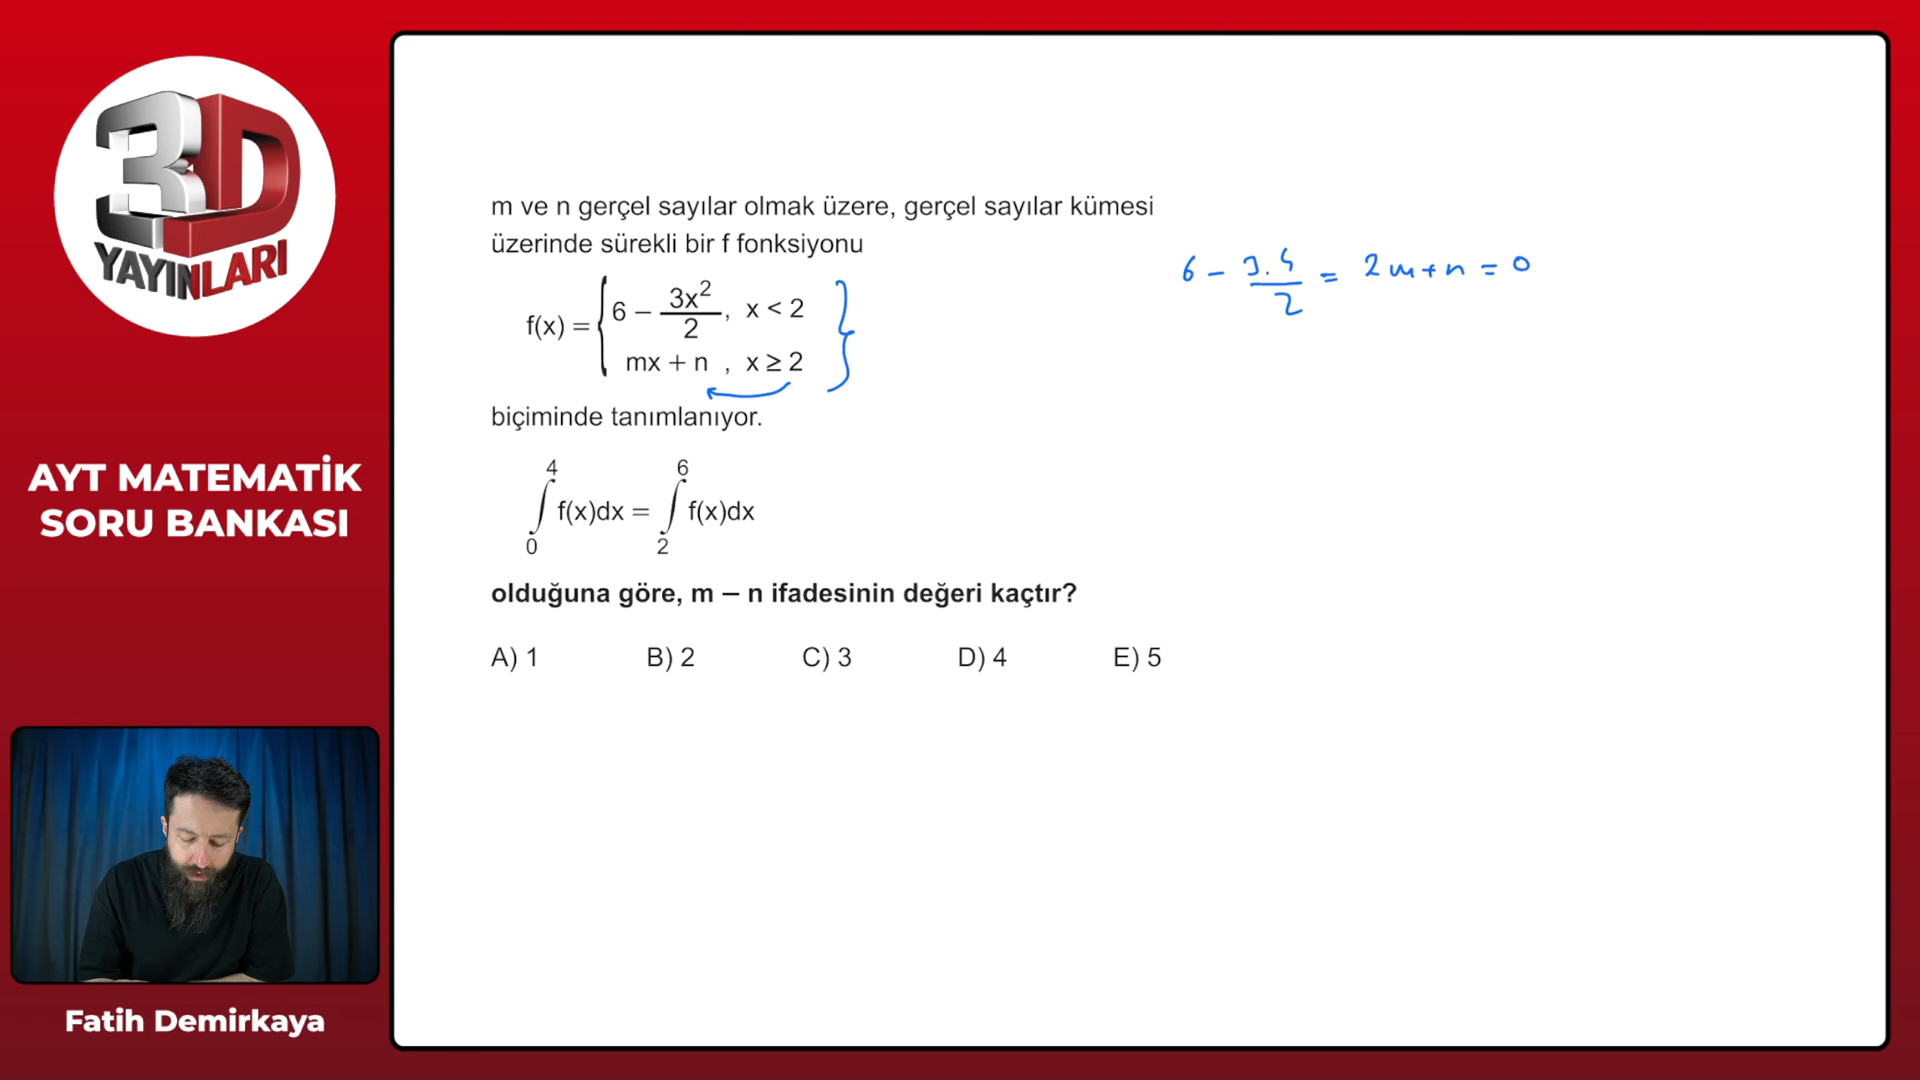 3D
YAYINLARI
AYT MATEMATİK
SORU BANKASI
Fatih Demirkaya
m ve n gerçel sayılar olmak üzere, gerçel sayılar kümesi
üzerinde sürekli bir f fonksiyonu
f(x) = { 6 − 3x²/2 , x < 2
mx + n , x ≥ 2
biçiminde tanımlanıyor.
∫₀⁴ f(x)dx = ∫₂⁶ f(x)dx
olduğuna göre, m − n ifadesinin değeri kaçtır?
A) 1 B) 2 C) 3 D) 4 E) 5
6 − 3.4/2 = 2m+n = 0